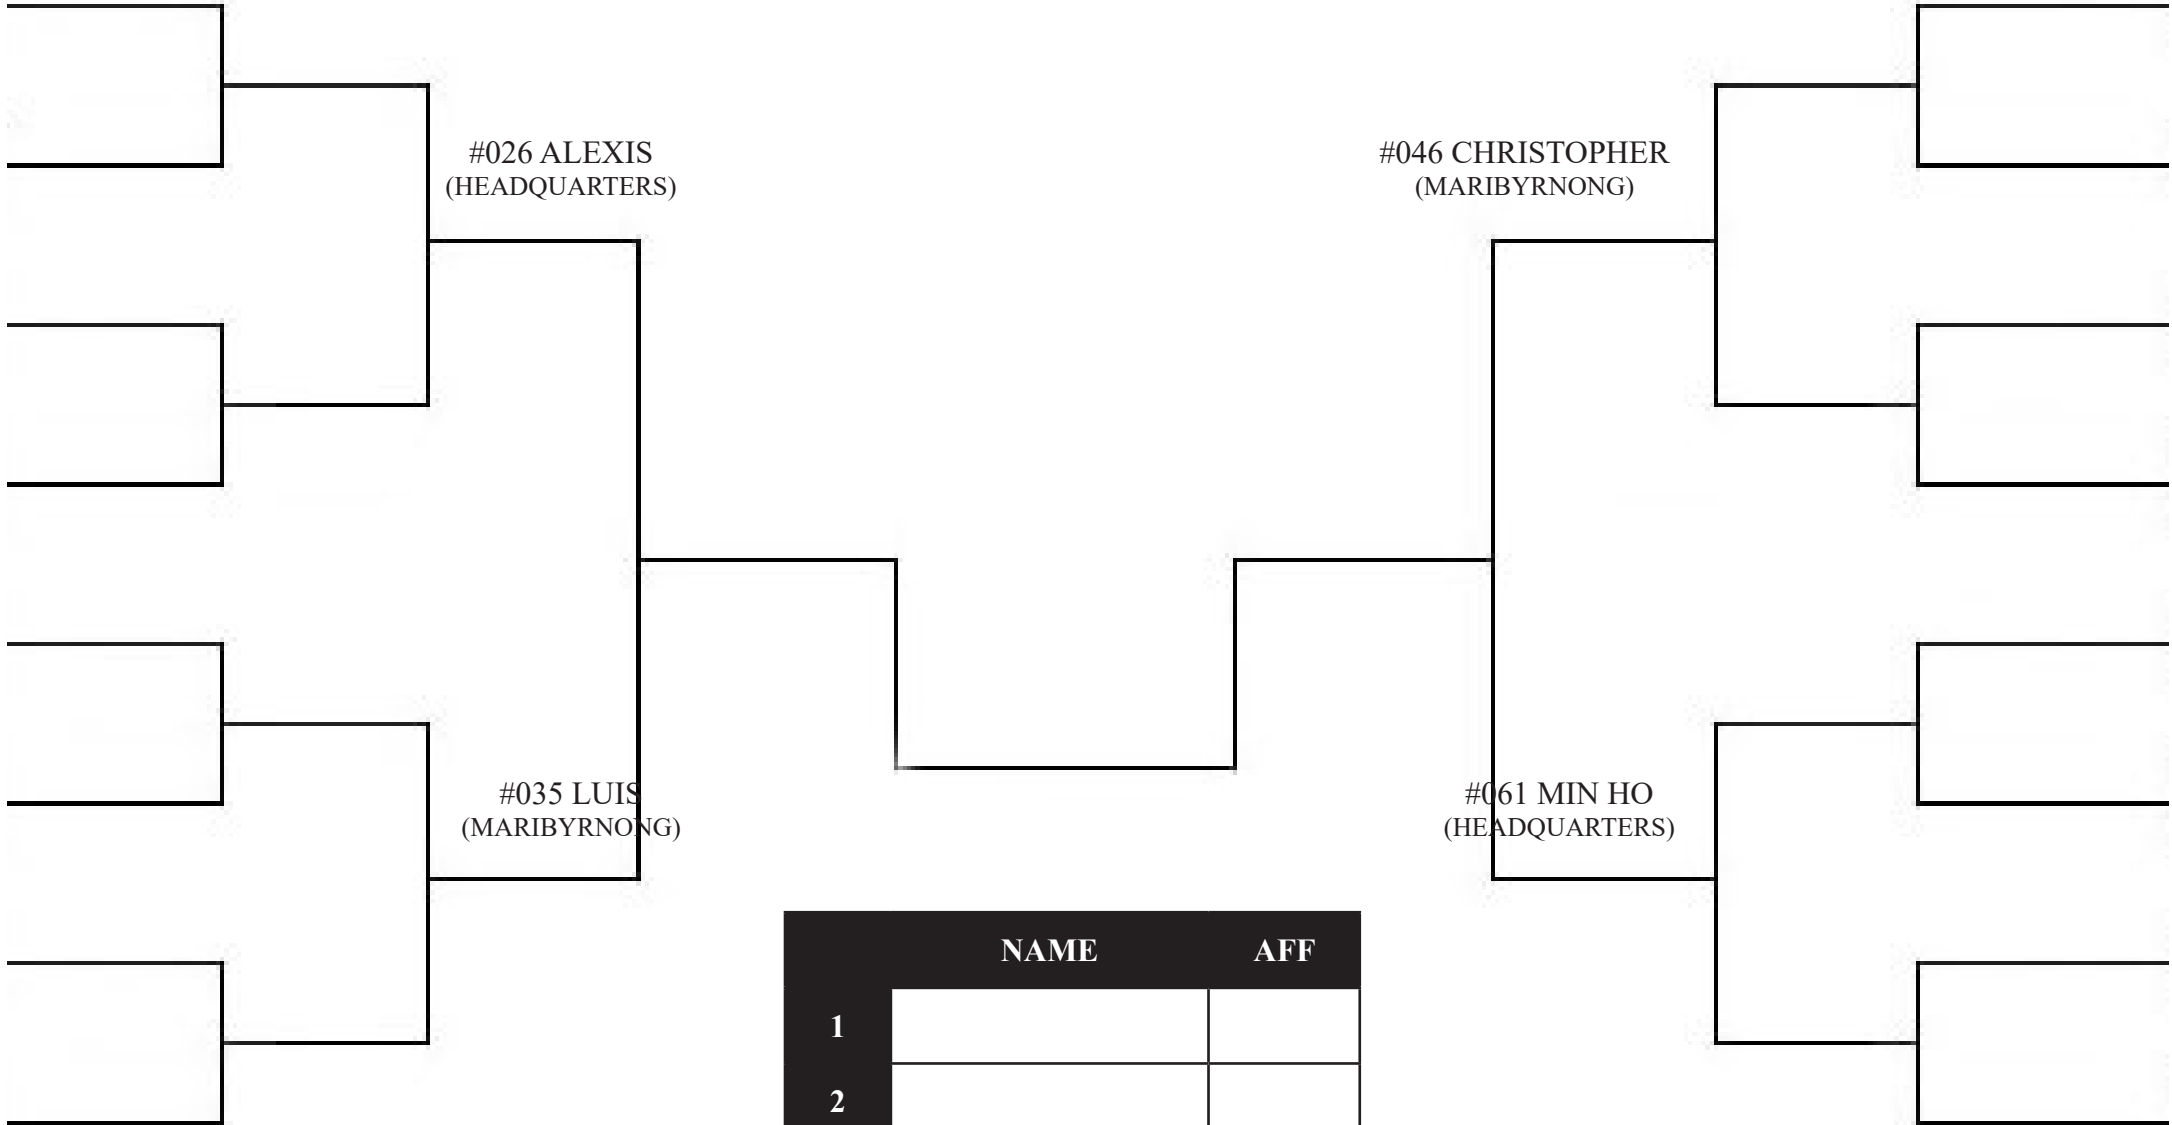 #026 ALEXIS
(HEADQUARTERS)
#046 CHRISTOPHER
(MARIBYRNONG)
#035 LUIS
(MARIBYRNONG)
#061 MIN HO
(HEADQUARTERS)
NAME AFF
1
2